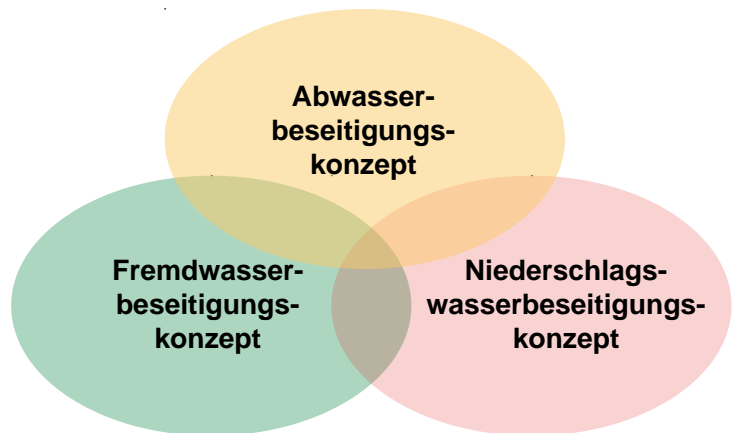 Abwasser-
beseitigungs-
konzept
Fremdwasser-
beseitigungs-
konzept
Niederschlags-
wasserbeseitigungs-
konzept